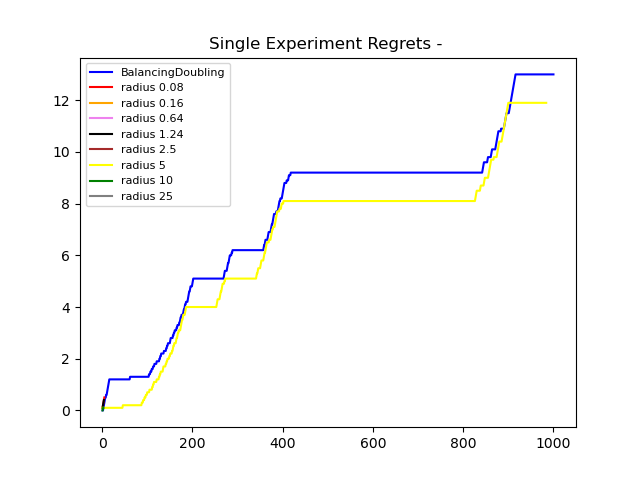 Single Experiment Regrets -
BalancingDoubling
radius 0.08
radius 0.16
radius 0.64
radius 1.24
radius 2.5
radius 5
radius 10
radius 25
12
10
8
6
4
2
0
0 200 400 600 800 1000